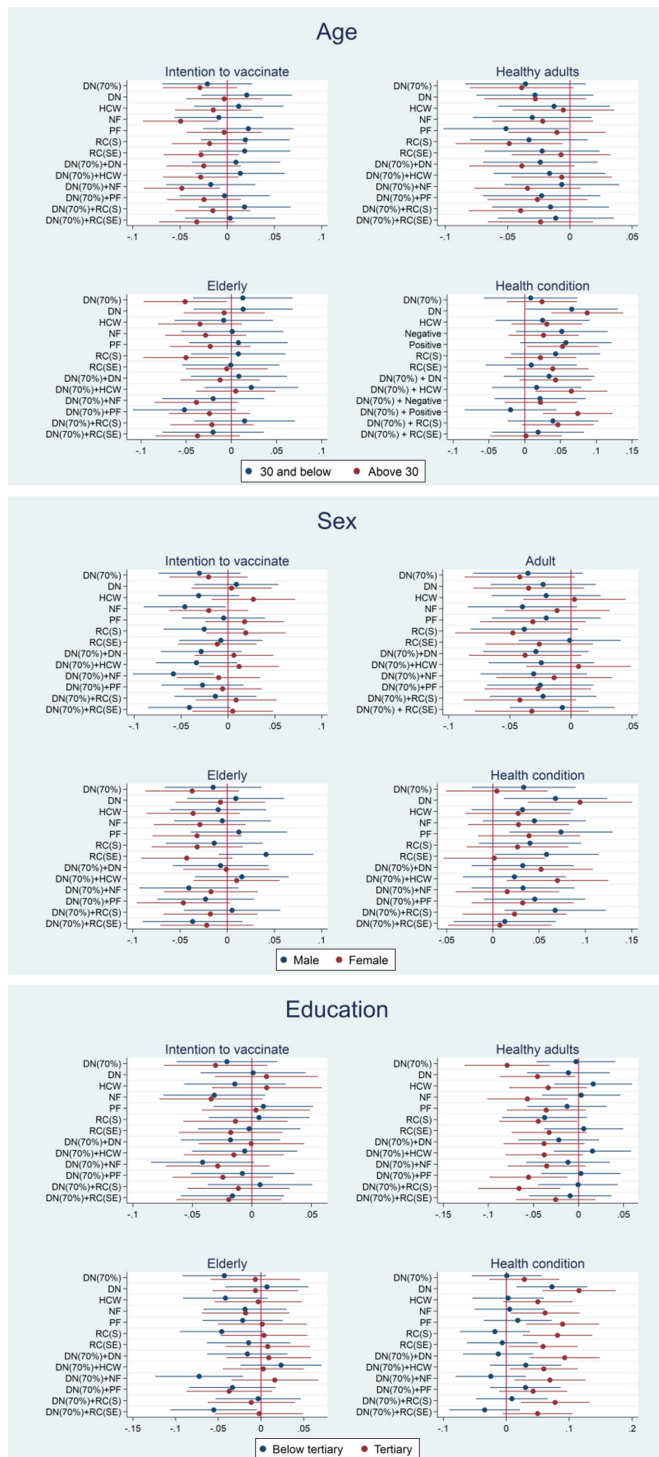 Age
Intention to vaccinate
DN(70%)
DN
HCW
NF
PF
RC(S)
RC(SE)
DN(70%)+DN
DN(70%)+HCW
DN(70%)+NF
DN(70%)+PF
DN(70%)+RC(S)
DN(70%)+RC(SE)
-.1 -.05 0 .05 .1
Healthy adults
DN(70%)
DN
HCW
NF
PF
RC(S)
RC(SE)
DN(70%)+DN
DN(70%)+HCW
DN(70%)+NF
DN(70%)+PF
DN(70%)+RC(S)
DN(70%)+RC(SE)
-.1 -.05 0 .05
Elderly
DN(70%)
DN
HCW
NF
PF
RC(S)
RC(SE)
DN(70%)+DN
DN(70%)+HCW
DN(70%)+NF
DN(70%)+PF
DN(70%)+RC(S)
DN(70%)+RC(SE)
-.1 -.05 0 .05 .1
Health condition
DN(70%)
DN
HCW
Negative
Positive
RC(S)
RC(SE)
DN(70%) + DN
DN(70%) + HCW
DN(70%) + Negative
DN(70%) + Positive
DN(70%) + RC(S)
DN(70%) + RC(SE)
-.1 -.05 0 .05 .1 .15
30 and below Above 30
Sex
Intention to vaccinate
DN(70%)
DN
HCW
NF
PF
RC(S)
RC(SE)
DN(70%)+DN
DN(70%)+HCW
DN(70%)+NF
DN(70%)+PF
DN(70%)+RC(S)
DN(70%)+RC(SE)
-.1 -.05 0 .05 .1
Adult
DN(70%)
DN
HCW
NF
PF
RC(S)
RC(SE)
DN(70%)+DN
DN(70%)+HCW
DN(70%)+NF
DN(70%)+PF
DN(70%)+RC(S)
DN(70%) + RC(SE)
-.1 -.05 0 .05
Elderly
DN(70%)
DN
HCW
NF
PF
RC(S)
RC(SE)
DN(70%)+DN
DN(70%)+HCW
DN(70%)+NF
DN(70%)+PF
DN(70%)+RC(S)
DN(70%)+RC(SE)
-.1 -.05 0 .05 .1
Health condition
DN(70%)
DN
HCW
NF
PF
RC(S)
RC(SE)
DN(70%)+DN
DN(70%)+HCW
DN(70%)+NF
DN(70%)+PF
DN(70%)+RC(S)
DN(70%)+RC(SE)
-.05 0 .05 .1 .15
Male Female
Education
Intention to vaccinate
DN(70%)
DN
HCW
NF
PF
RC(S)
RC(SE)
DN(70%)+DN
DN(70%)+HCW
DN(70%)+NF
DN(70%)+PF
DN(70%)+RC(S)
DN(70%)+RC(SE)
-.1 -.05 0 .05
Healthy adults
DN(70%)
DN
HCW
NF
PF
RC(S)
RC(SE)
DN(70%)+DN
DN(70%)+HCW
DN(70%)+NF
DN(70%)+PF
DN(70%)+RC(S)
DN(70%)+RC(SE)
-.15 -.1 -.05 0 .05
Elderly
DN(70%)
DN
HCW
NF
PF
RC(S)
RC(SE)
DN(70%)+DN
DN(70%)+HCW
DN(70%)+NF
DN(70%)+PF
DN(70%)+RC(S)
DN(70%)+RC(SE)
-.15 -.1 -.05 0 .05
Health condition
DN(70%)
DN
HCW
NF
PF
RC(S)
RC(SE)
DN(70%)+DN
DN(70%)+HCW
DN(70%)+NF
DN(70%)+PF
DN(70%)+RC(S)
DN(70%)+RC(SE)
-.1 0 .1 .2
Below tertiary Tertiary